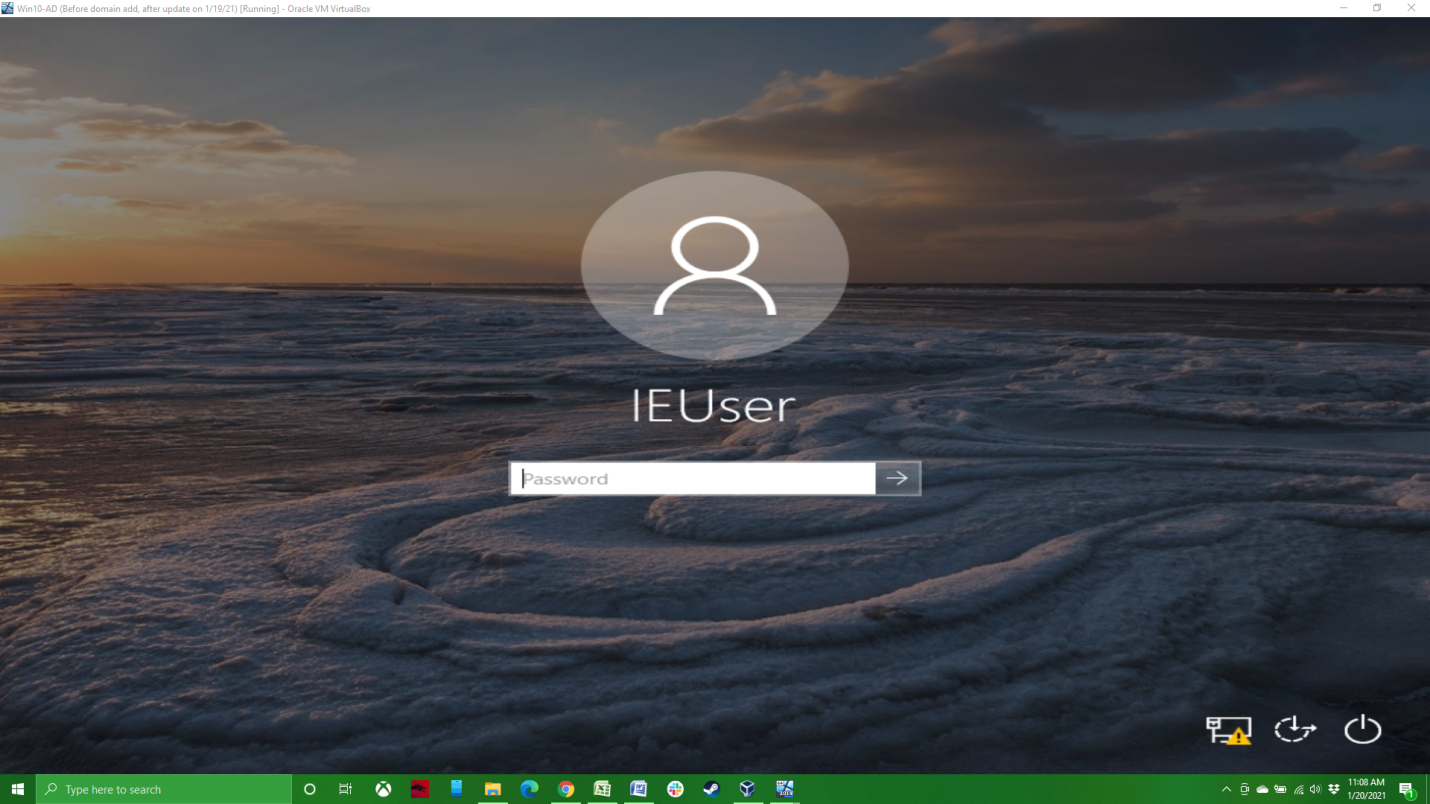 Win10-AD (Before domain add, after update on 1/19/21) [Running] - Oracle VM VirtualBox
IEUser
Password
Type here to search
11:08 AM
1/20/2021
1